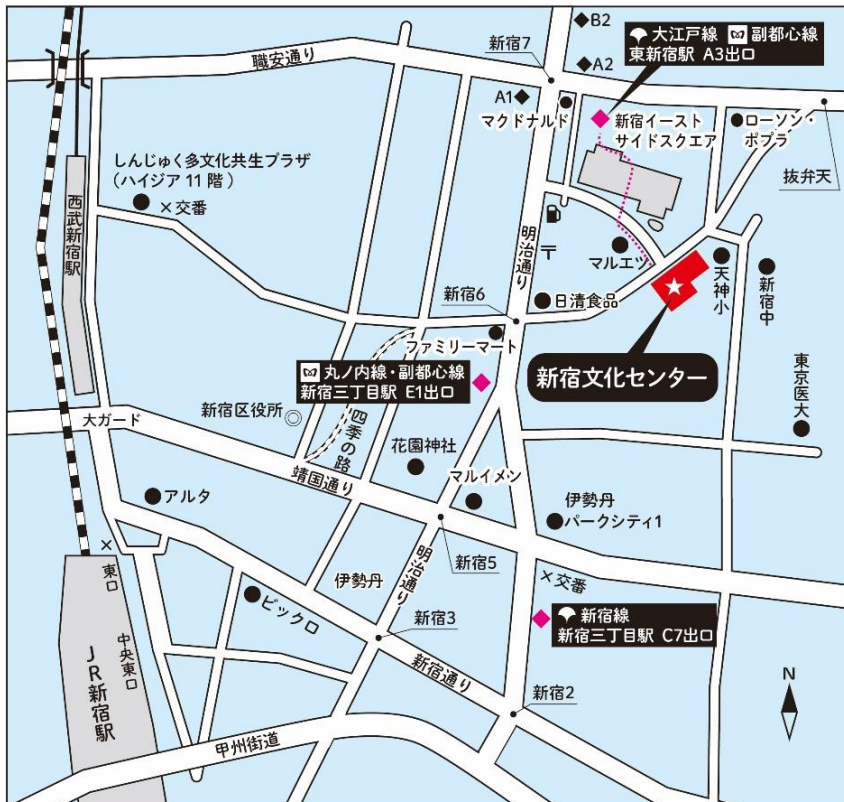 B2
大江戸線 副都心線
東新宿駅 A3出口
新宿7
職安通り
A2
A1
マクドナルド
新宿イースト
サイドスクエア
ローソン・
ポプラ
抜弁天
しんじゅく多文化共生プラザ
(ハイジア 11 階 )
×交番
西武新宿駅
明治通り
〒
マルエツ
天神小
新宿中
日清食品
新宿6
ファミリーマート
新宿文化センター
丸ノ内線・副都心線
新宿三丁目駅 E1出口
東京医大
大ガード
新宿区役所
四季の路
花園神社
靖国通り
マルイメン
アルタ
伊勢丹
パークシティ1
新宿5
×
東口
明治通り
伊勢丹
×交番
ビックロ
新宿3
新宿線
新宿三丁目駅 C7出口
中央東口
JR新宿駅
新宿通り
新宿2
N
甲州街道